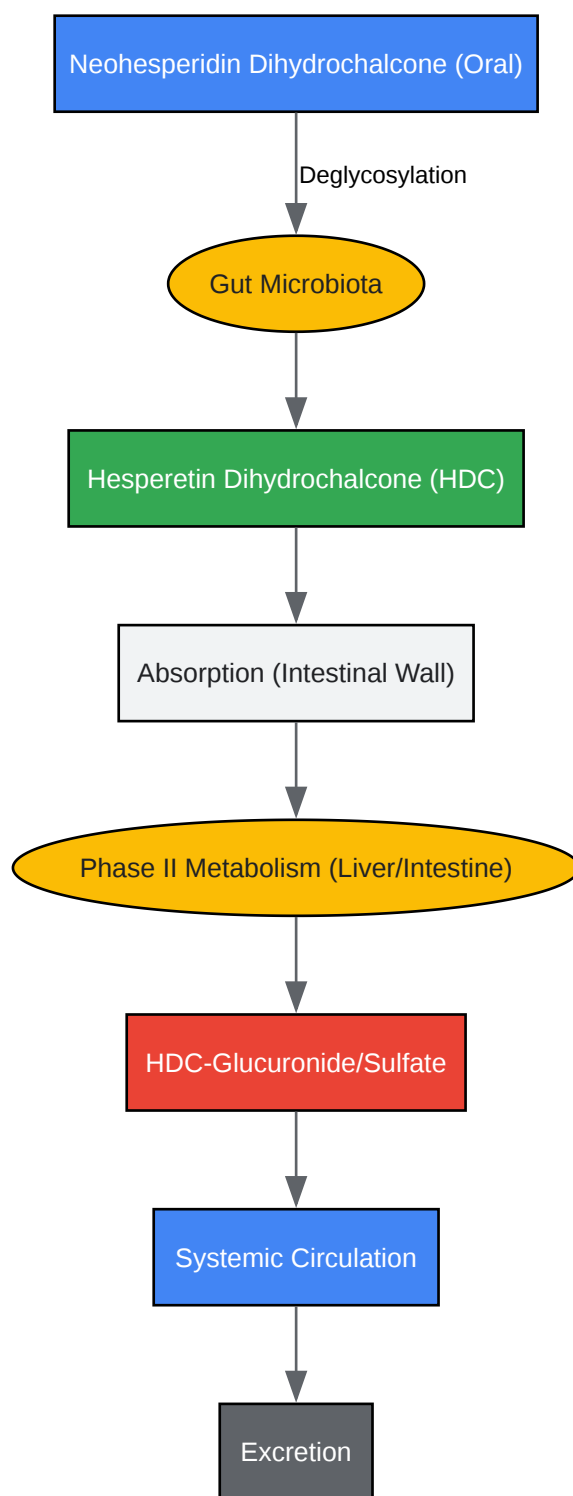 Neohesperidin Dihydrochalcone (Oral)
Deglycosylation
Gut Microbiota
Hesperetin Dihydrochalcone (HDC)
Absorption (Intestinal Wall)
Phase II Metabolism (Liver/Intestine)
HDC-Glucuronide/Sulfate
Systemic Circulation
Excretion